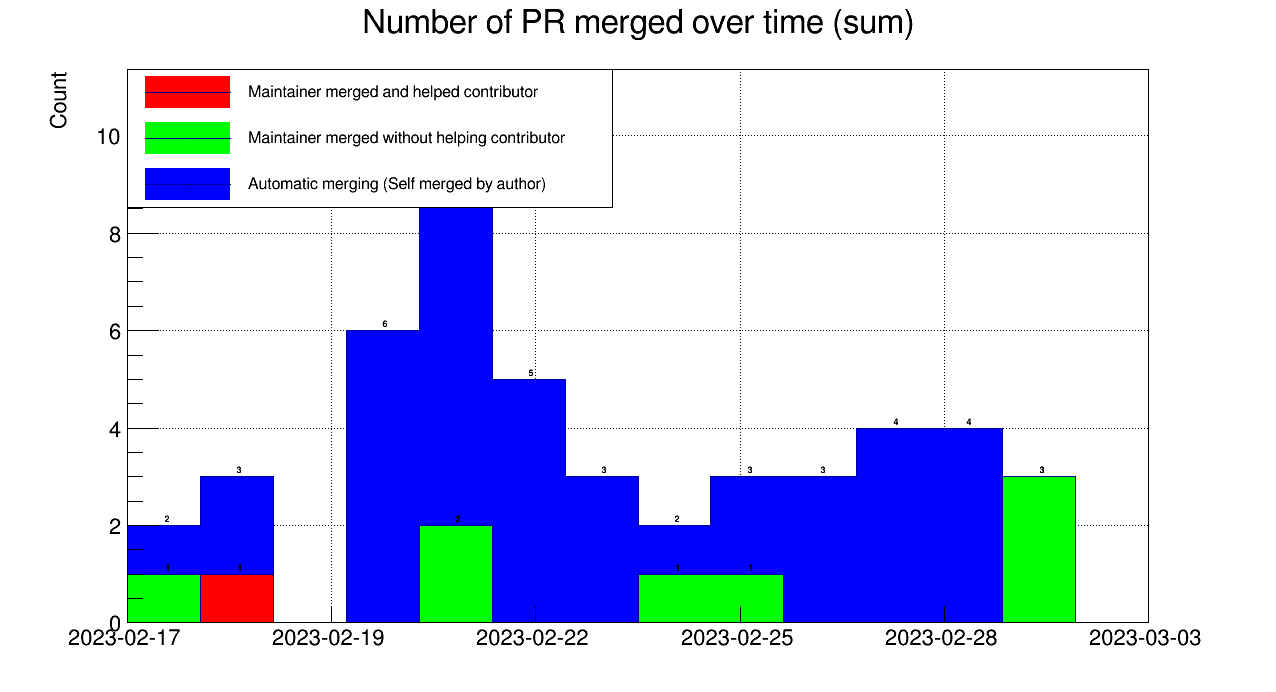 Number of PR merged over time (sum)
Count
Maintainer merged and helped contributor
Maintainer merged without helping contributor
Automatic merging (Self merged by author)
10
8
6
4
2
0
6
5
4 4
3 3 3 3 3
2 2 2
1 1 1 1
2023-02-17 2023-02-19 2023-02-22 2023-02-25 2023-02-28 2023-03-03